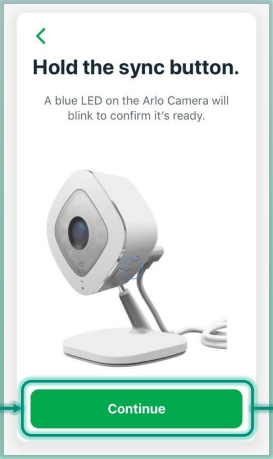 Hold the sync button.
A blue LED on the Arlo Camera will
blink to confirm it's ready.
Continue